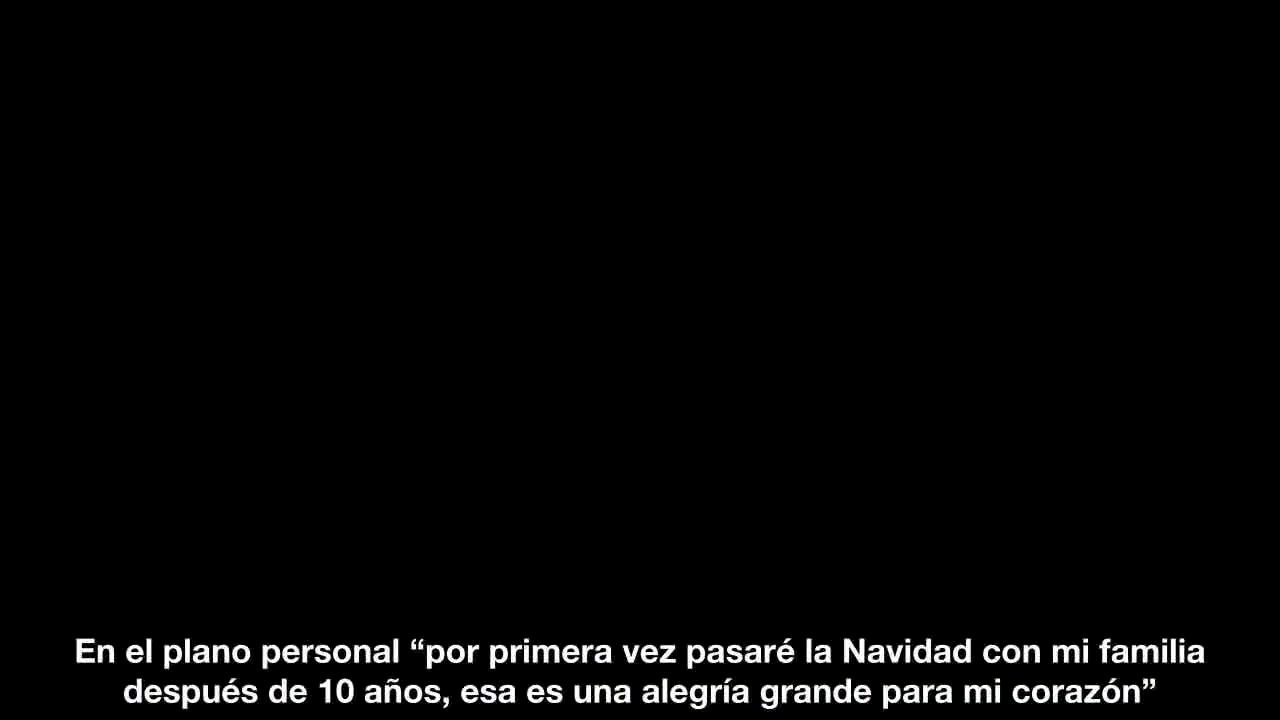 En el plano personal “por primera vez pasaré la Navidad con mi familia
después de 10 años, esa es una alegría grande para mi corazón”